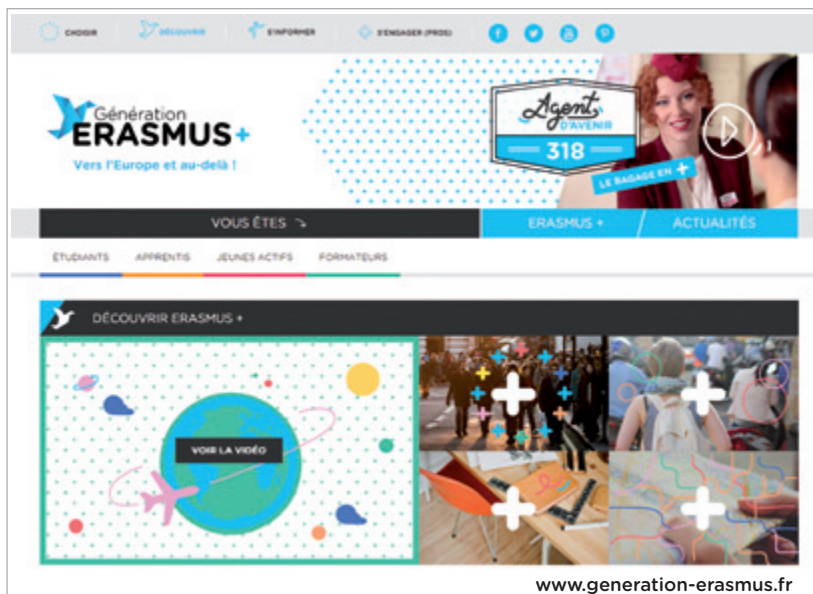 CHOISIR DÉCOUVRIR S'INFORMER S'ENGAGER (PROS)
Génération
ERASMUS+
Vers l'Europe et au-delà !
Agent
D'AVENIR
318
LE BAGAGE EN +
VOUS ÊTES
ERASMUS + / ACTUALITÉS
ÉTUDIANTS APPRENTIS JEUNES ACTIFS FORMATEURS
DÉCOUVRIR ERASMUS +
VOIR LA VIDÉO
www.generation-erasmus.fr